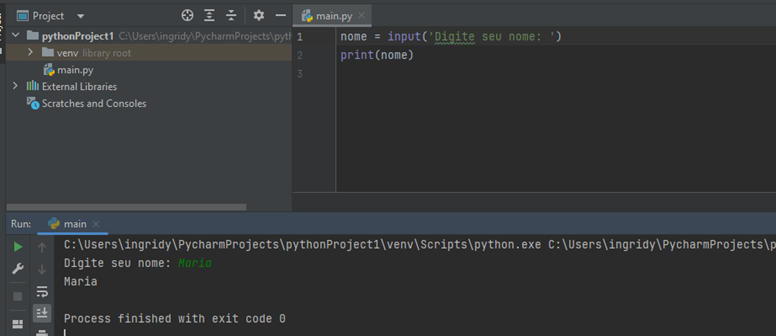 Project
main.py
pythonProject1 C:\Users\ingridy\PycharmProjects\pyth
venv library root
main.py
External Libraries
Scratches and Consoles
1 nome = input('Digite seu nome: ')
2 print(nome)
3
Run: main
C:\Users\ingridy\PycharmProjects\pythonProject1\venv\Scripts\python.exe C:\Users\ingridy\PycharmProjects\p
Digite seu nome: Maria
Maria
Process finished with exit code 0